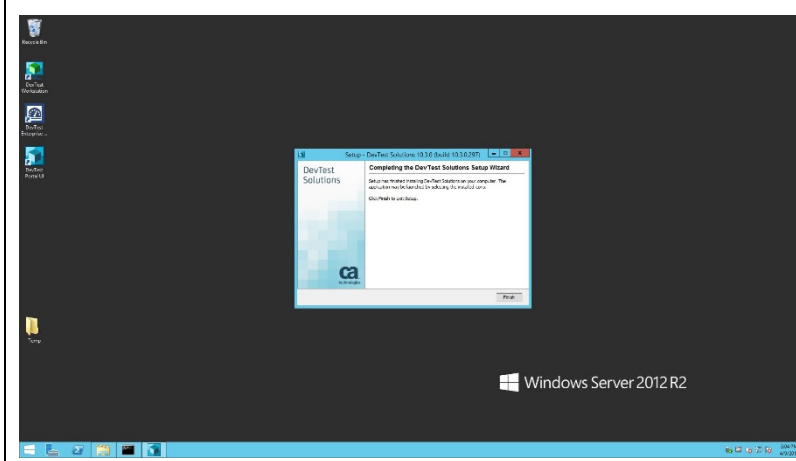 Recycle Bin
DevTest
Workstation
DevTest
Enterprise ...
DevTest
Portal UI
Temp
Setup - DevTest Solutions 10.3.0 (build 10.3.0.297)
DevTest
Solutions
Completing the DevTest Solutions Setup Wizard
Setup has finished installing DevTest Solutions on your computer. The
application may be launched by selecting the installed icons.
Click Finish to exit Setup.
ca
technologies
Finish
Windows Server 2012 R2